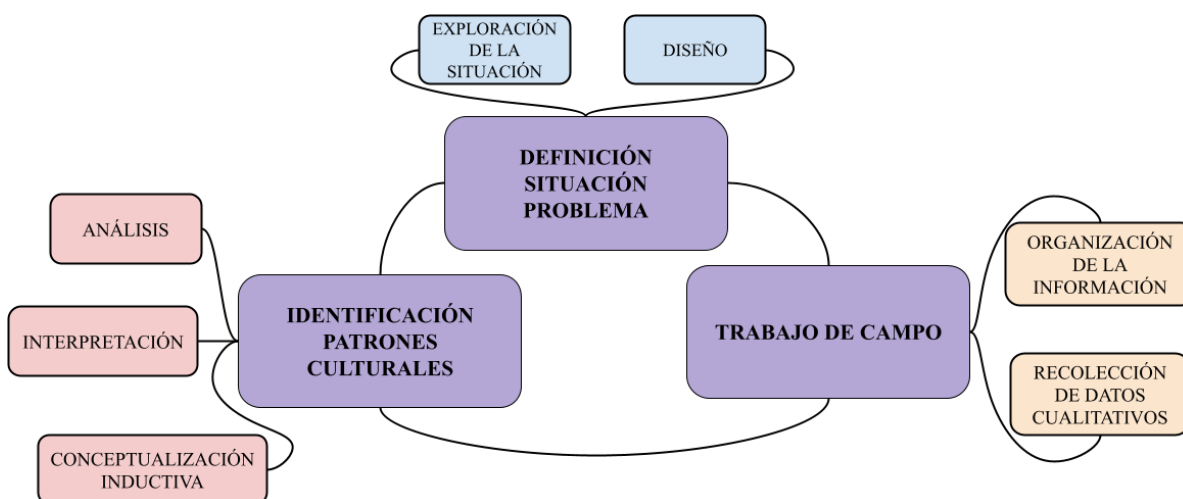 EXPLORACIÓN
DE LA
SITUACIÓN
DISEÑO
DEFINICIÓN
SITUACIÓN
PROBLEMA
ANÁLISIS
INTERPRETACIÓN
CONCEPTUALIZACIÓN
INDUCTIVA
IDENTIFICACIÓN
PATRONES
CULTURALES
TRABAJO DE CAMPO
ORGANIZACIÓN
DE LA
INFORMACIÓN
RECOLECCIÓN
DE DATOS
CUALITATIVOS